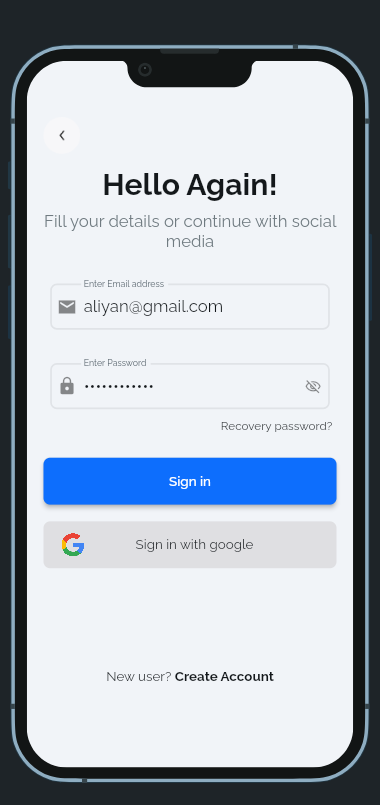 Hello Again!
Fill your details or continue with social
media
Enter Email address
aliyan@gmail.com
Enter Password
••••••••••••
Recovery password?
Sign in
Sign in with google
New user? Create Account